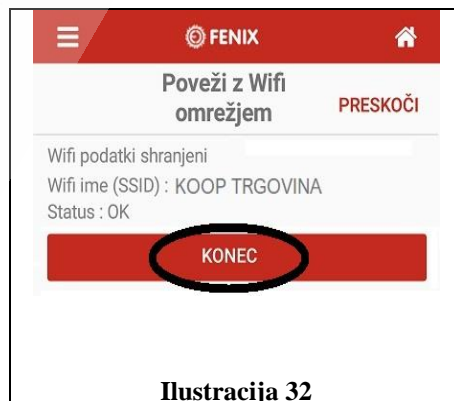 FENIX
Poveži z Wifi
omrežjem
PRESKOČI
Wifi podatki shranjeni
Wifi ime (SSID) : KOOP TRGOVINA
Status : OK
KONEC
Ilustracija 32